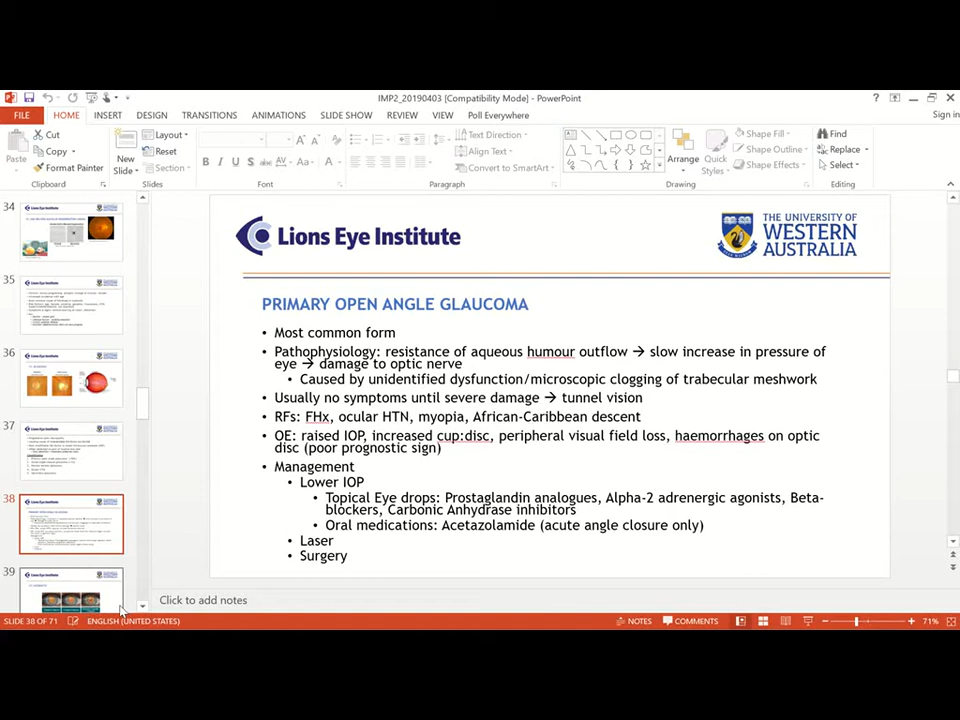 IMP2_20190403 [Compatibility Mode] - PowerPoint
FILE HOME INSERT DESIGN TRANSITIONS ANIMATIONS SLIDE SHOW REVIEW VIEW Poll Everywhere Sign in
Cut
Copy
Format Painter
Paste
Clipboard
New
Slide
Layout
Reset
Section
Slides
Font
Text Direction
Align Text
Convert to SmartArt
Paragraph
Arrange
Quick
Styles
Shape Fill
Shape Outline
Shape Effects
Drawing
Find
Replace
Select
Editing
34
35
36
37
38
39
Lions Eye Institute
THE UNIVERSITY OF
WESTERN
AUSTRALIA
PRIMARY OPEN ANGLE GLAUCOMA
• Most common form
• Pathophysiology: resistance of aqueous humour outflow → slow increase in pressure of
eye → damage to optic nerve
• Caused by unidentified dysfunction/microscopic clogging of trabecular meshwork
• Usually no symptoms until severe damage → tunnel vision
• RFs: FHx, ocular HTN, myopia, African-Caribbean descent
• OE: raised IOP, increased cup:disc, peripheral visual field loss, haemorrhages on optic
disc (poor prognostic sign)
• Management
• Lower IOP
• Topical Eye drops: Prostaglandin analogues, Alpha-2 adrenergic agonists, Beta-
blockers, Carbonic Anhydrase inhibitors
• Oral medications: Acetazolamide (acute angle closure only)
• Laser
• Surgery
Click to add notes
SLIDE 38 OF 71 ENGLISH (UNITED STATES) NOTES COMMENTS 71%